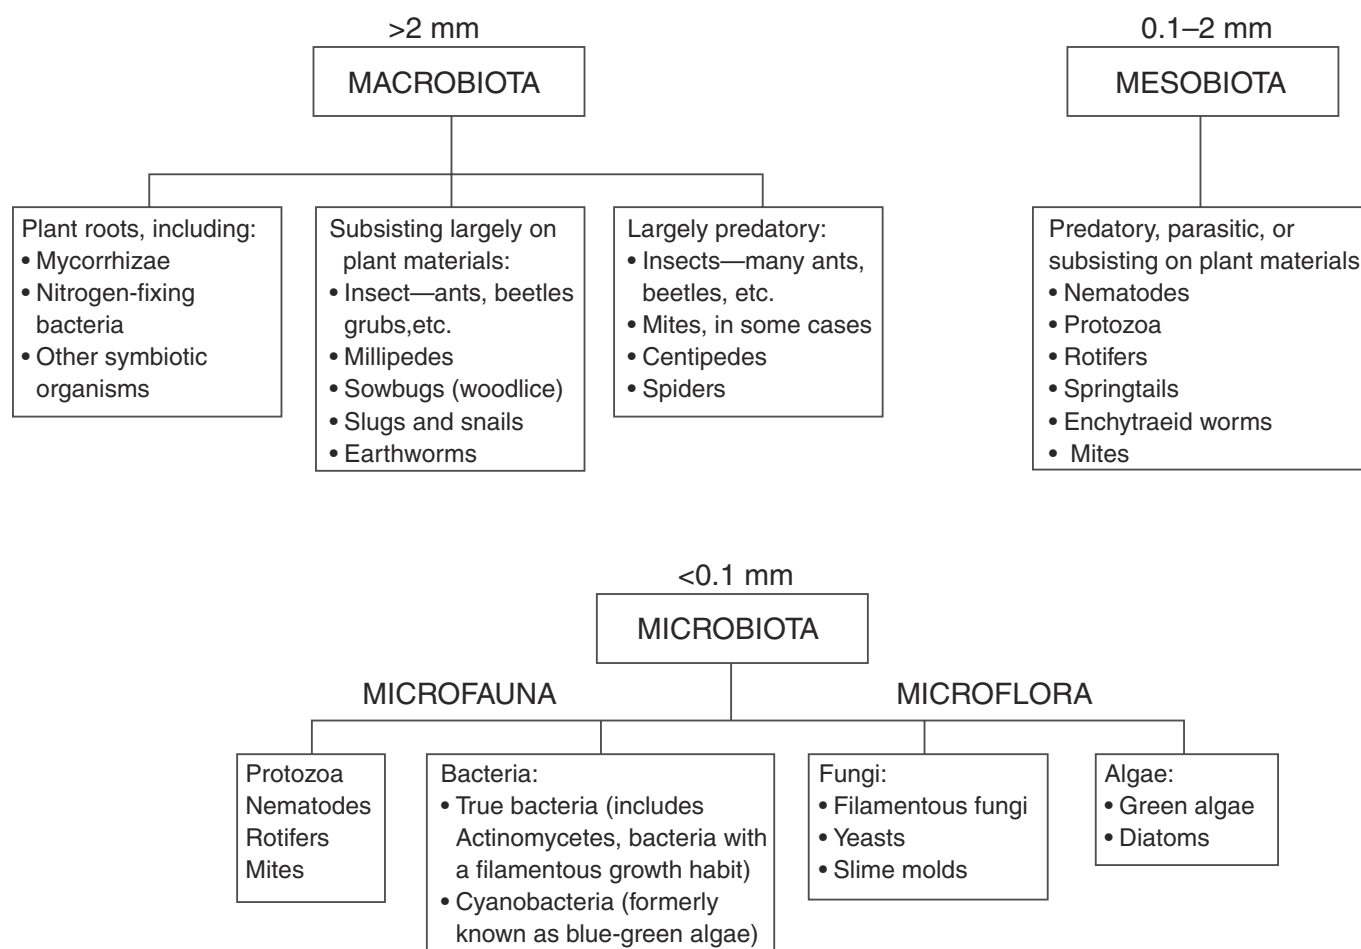 >2 mm
MACROBIOTA
Plant roots, including:
• Mycorrhizae
• Nitrogen-fixing
bacteria
• Other symbiotic
organisms
Subsisting largely on
plant materials:
• Insect—ants, beetles
grubs,etc.
• Millipedes
• Sowbugs (woodlice)
• Slugs and snails
• Earthworms
Largely predatory:
• Insects—many ants,
beetles, etc.
• Mites, in some cases
• Centipedes
• Spiders
0.1–2 mm
MESOBIOTA
Predatory, parasitic, or
subsisting on plant materials
• Nematodes
• Protozoa
• Rotifers
• Springtails
• Enchytraeid worms
• Mites
<0.1 mm
MICROBIOTA
MICROFAUNA
MICROFLORA
Protozoa
Nematodes
Rotifers
Mites
Bacteria:
• True bacteria (includes
Actinomycetes, bacteria with
a filamentous growth habit)
• Cyanobacteria (formerly
known as blue-green algae)
Fungi:
• Filamentous fungi
• Yeasts
• Slime molds
Algae:
• Green algae
• Diatoms